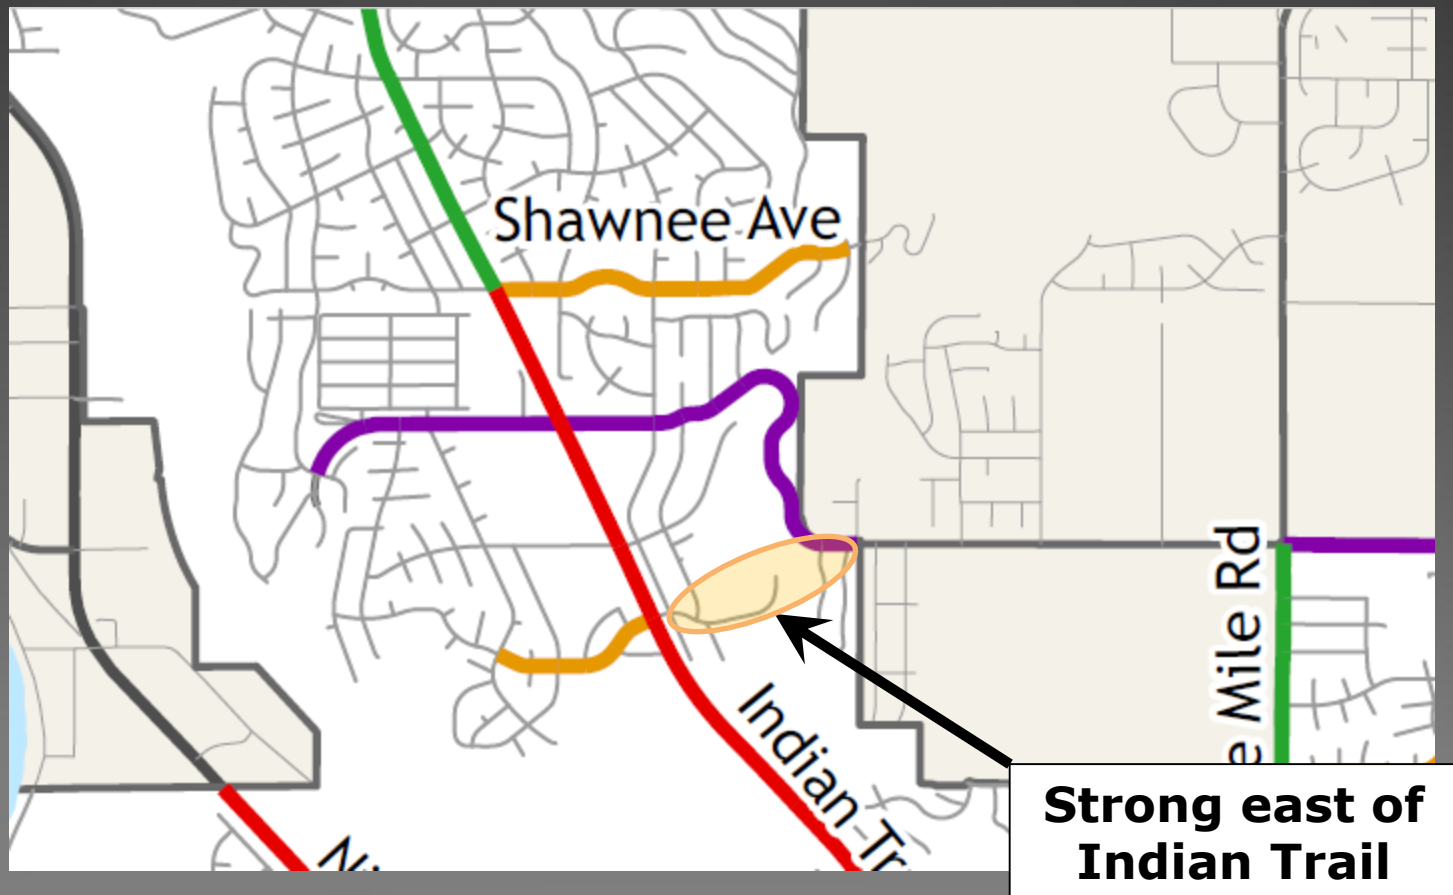 Shawnee Ave
e Mile Rd
Indian Tr
Strong east of
Indian Trail